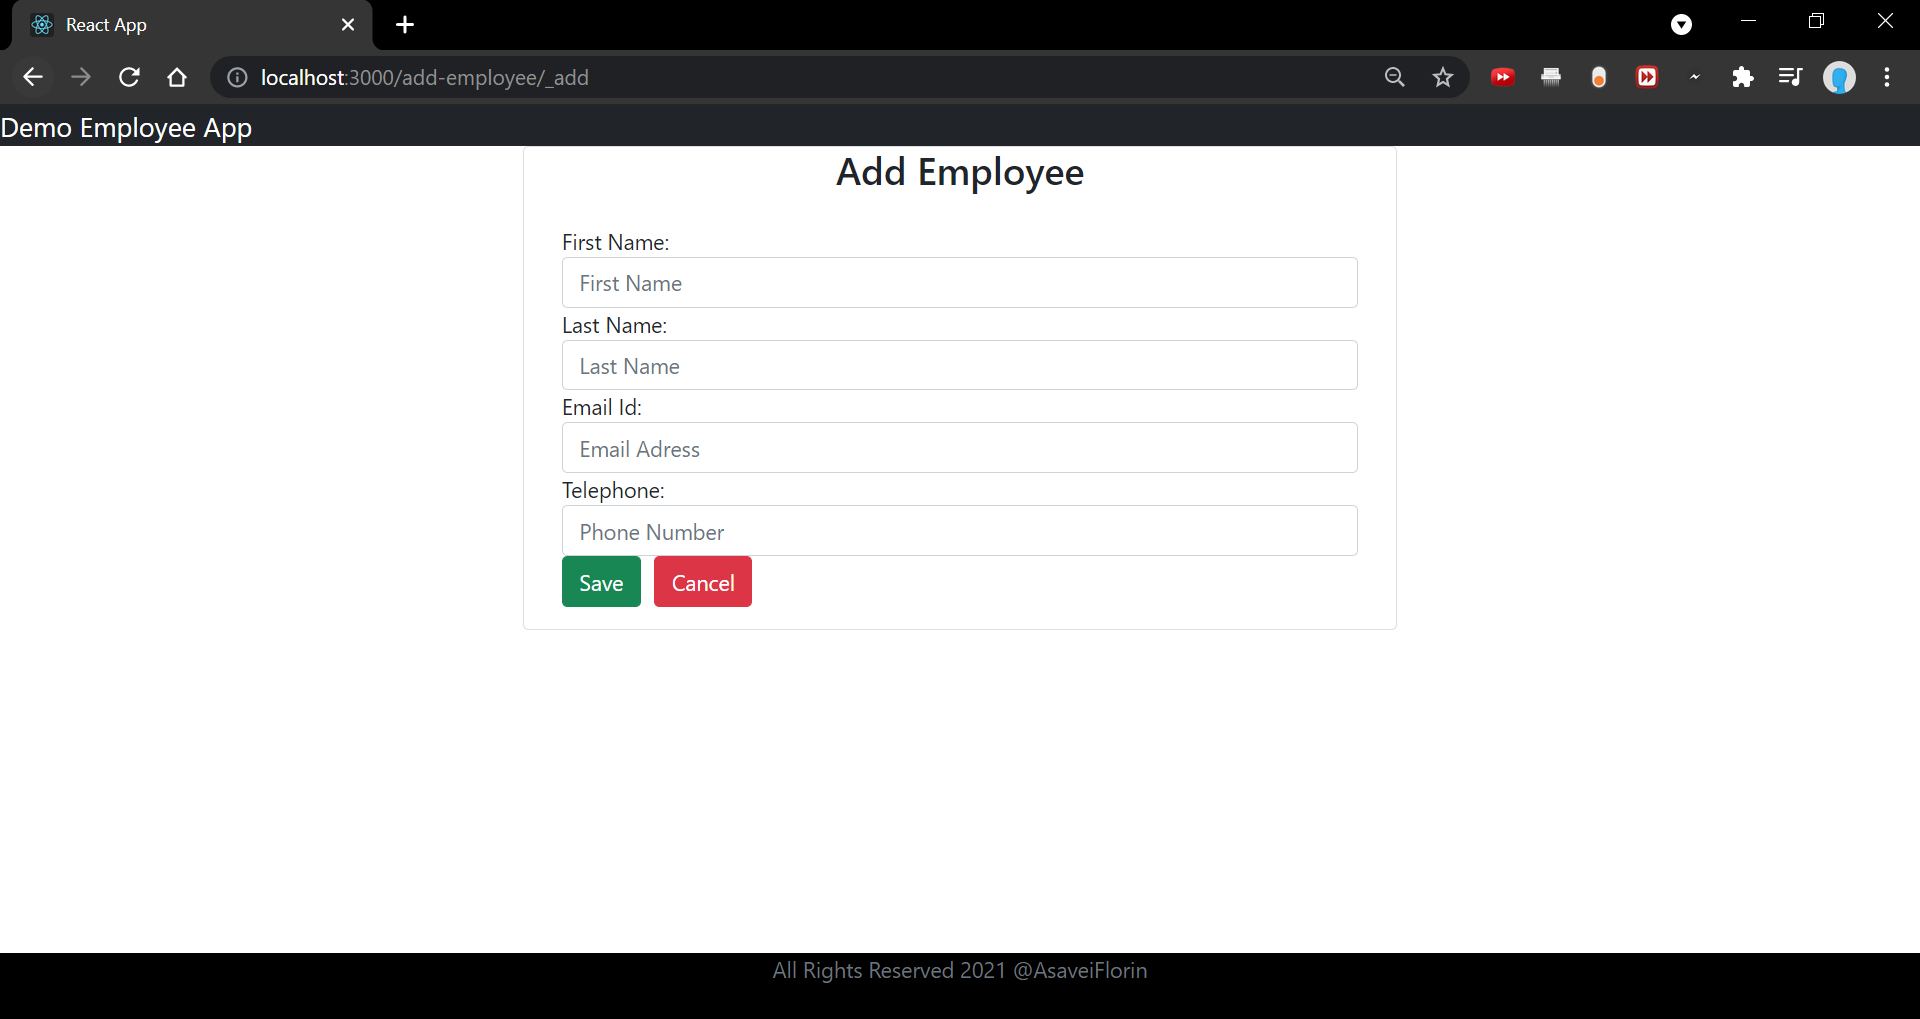 React App
localhost:3000/add-employee/_add
Demo Employee App
Add Employee
First Name:
First Name
Last Name:
Last Name
Email Id:
Email Adress
Telephone:
Phone Number
Save Cancel
All Rights Reserved 2021 @AsaveiFlorin